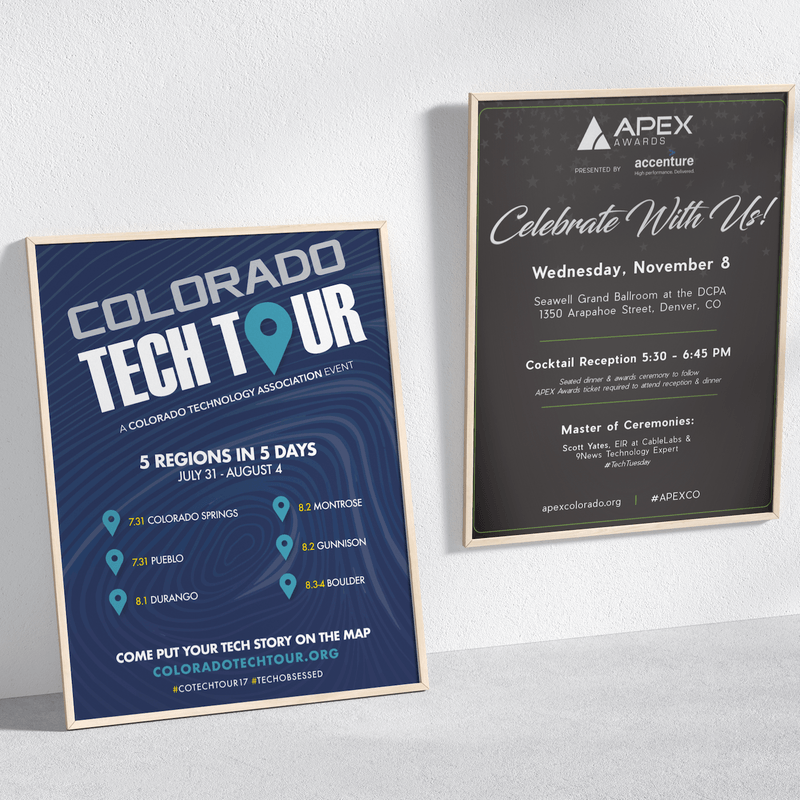 COLORADO
TECH TOUR
A COLORADO TECHNOLOGY ASSOCIATION EVENT
5 REGIONS IN 5 DAYS
JULY 31 - AUGUST 4
7.31 COLORADO SPRINGS
7.31 PUEBLO
8.1 DURANGO
8.2 MONTROSE
8.2 GUNNISON
8.3-4 BOULDER
COME PUT YOUR TECH STORY ON THE MAP
COLORADOTECHTOUR.ORG
#COTECHTOUR17 #TECHOBSESSED
APEX
AWARDS
PRESENTED BY accenture
High performance. Delivered.
Celebrate With Us!
Wednesday, November 8
Seawell Grand Ballroom at the DCPA
1350 Arapahoe Street, Denver, CO
Cocktail Reception 5:30 - 6:45 PM
Seated dinner & awards ceremony to follow
APEX Awards ticket required to attend reception & dinner
Master of Ceremonies:
Scott Yates, EIR at CableLabs &
9News Technology Expert
#TechTuesday
apexcolorado.org | #APEXCO